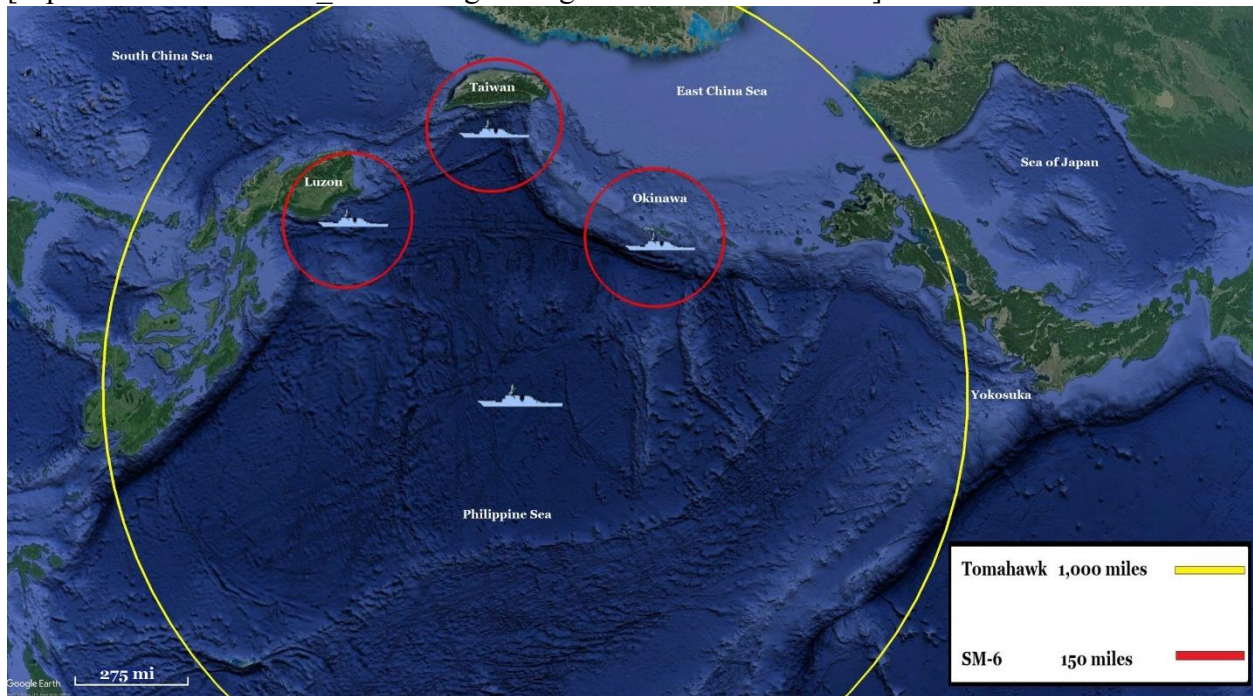 South China Sea
Taiwan
East China Sea
Sea of Japan
Luzon
Okinawa
Yokosuka
Philippine Sea
Tomahawk 1,000 miles
SM-6 150 miles
275 mi
Google Earth